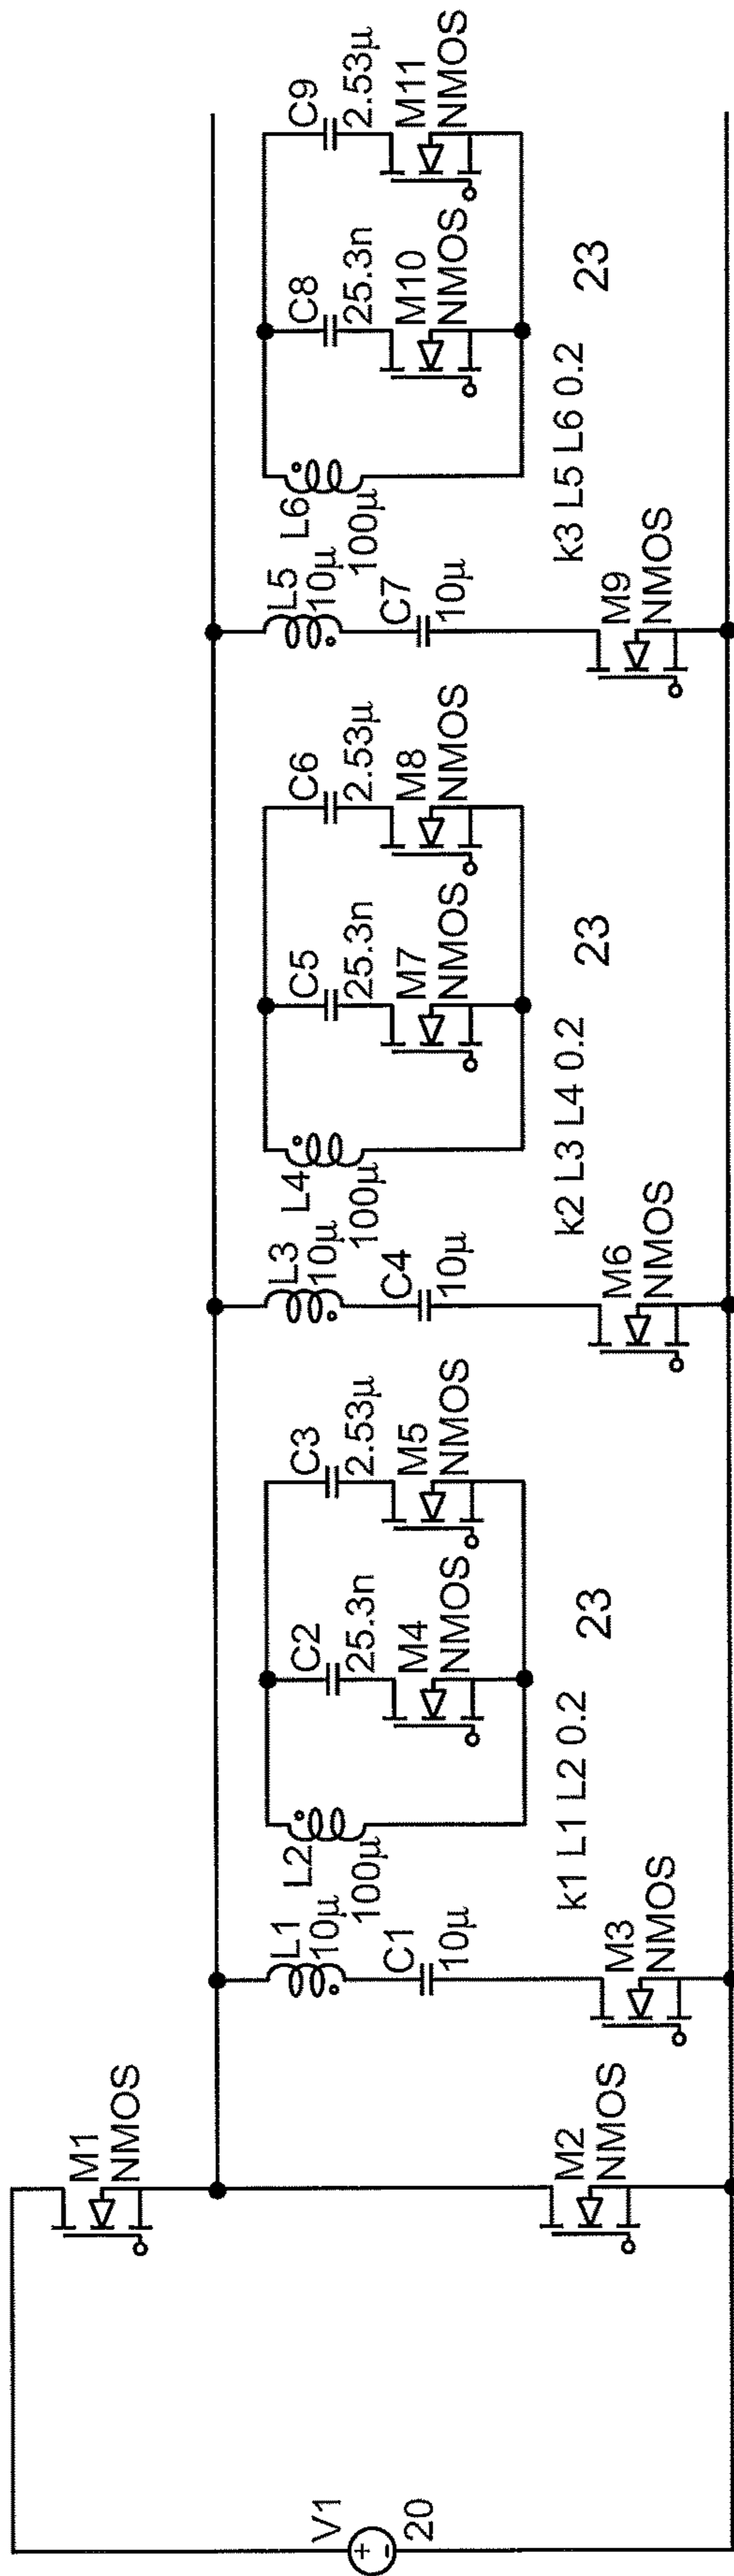 V1
20
M1
NMOS
M2
NMOS
L1
10µ
L2
100µ
C1
10µ
M3
NMOS
C2
25.3n
M4
NMOS
C3
2.53µ
M5
NMOS
k1 L1 L2 0.2
23
L3
10µ
L4
100µ
C4
10µ
M6
NMOS
C5
25.3n
M7
NMOS
C6
2.53µ
M8
NMOS
k2 L3 L4 0.2
23
L5
10µ
L6
100µ
C7
10µ
M9
NMOS
C8
25.3n
M10
NMOS
C9
2.53µ
M11
NMOS
k3 L5 L6 0.2
23